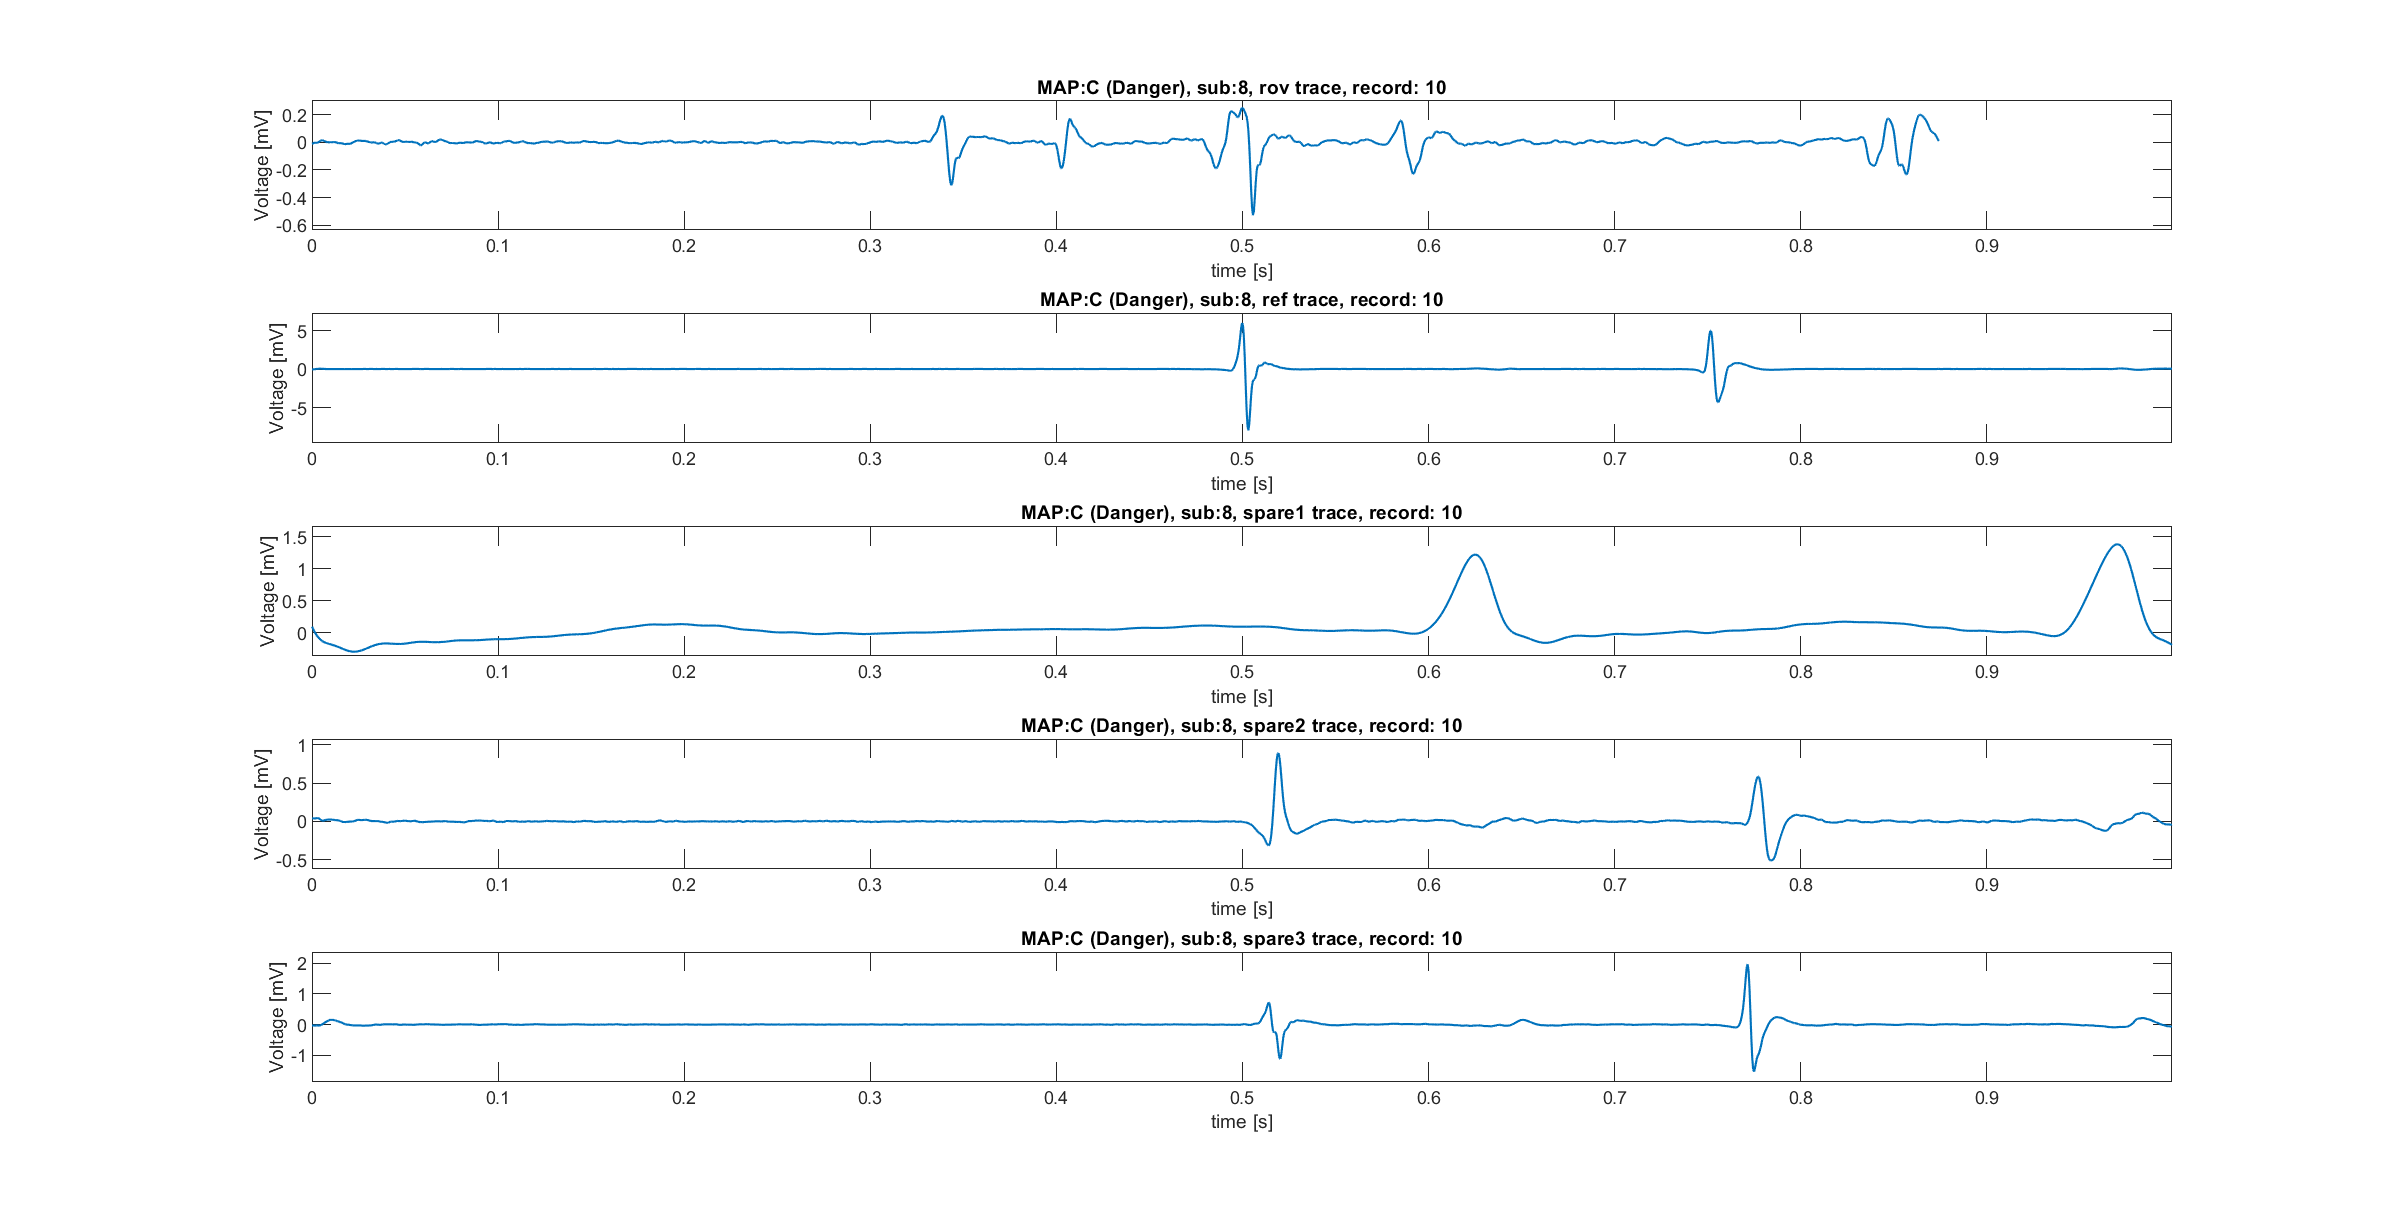 MAP:C (Danger), sub:8, rov trace, record: 10
Voltage [mV]
0.2
0
-0.2
-0.4
-0.6
0 0.1 0.2 0.3 0.4 0.5 0.6 0.7 0.8 0.9
time [s]
MAP:C (Danger), sub:8, ref trace, record: 10
Voltage [mV]
5
0
-5
0 0.1 0.2 0.3 0.4 0.5 0.6 0.7 0.8 0.9
time [s]
MAP:C (Danger), sub:8, spare1 trace, record: 10
Voltage [mV]
1.5
1
0.5
0
0 0.1 0.2 0.3 0.4 0.5 0.6 0.7 0.8 0.9
time [s]
MAP:C (Danger), sub:8, spare2 trace, record: 10
Voltage [mV]
1
0.5
0
-0.5
0 0.1 0.2 0.3 0.4 0.5 0.6 0.7 0.8 0.9
time [s]
MAP:C (Danger), sub:8, spare3 trace, record: 10
Voltage [mV]
2
1
0
-1
0 0.1 0.2 0.3 0.4 0.5 0.6 0.7 0.8 0.9
time [s]